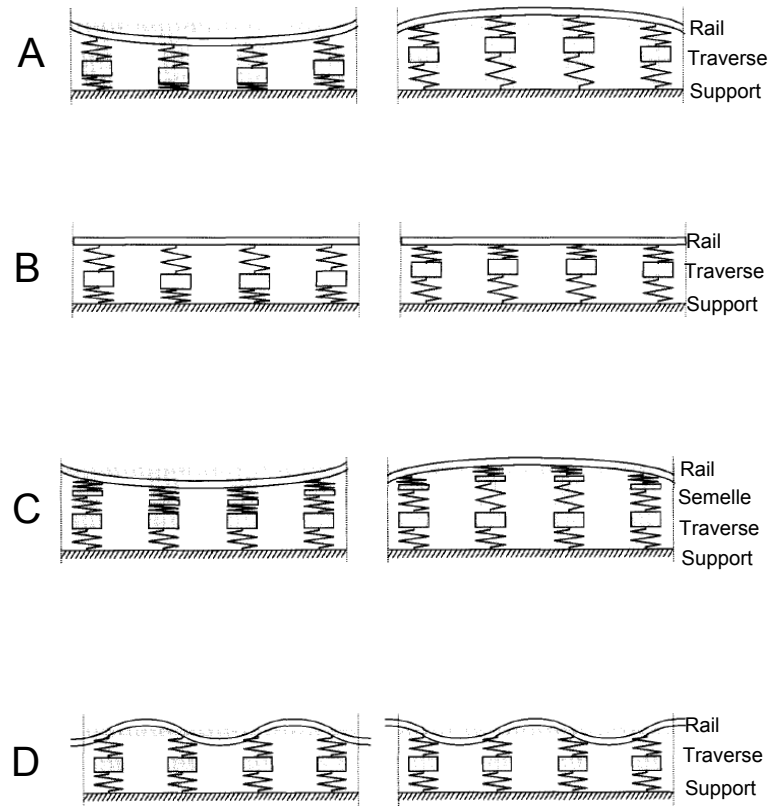 A
Rail
Traverse
Support
B
Rail
Traverse
Support
C
Rail
Semelle
Traverse
Support
D
Rail
Traverse
Support